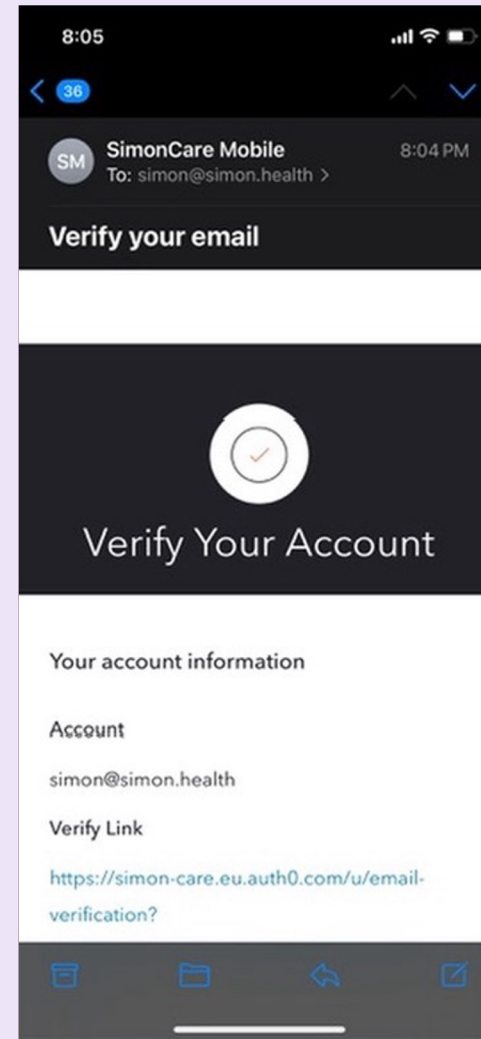 8:05
36
SM
SimonCare Mobile
8:04 PM
To: simon@simon.health >
Verify your email
Verify Your Account
Your account information
Account
simon@simon.health
Verify Link
https://simon-care.eu.auth0.com/u/email-
verification?